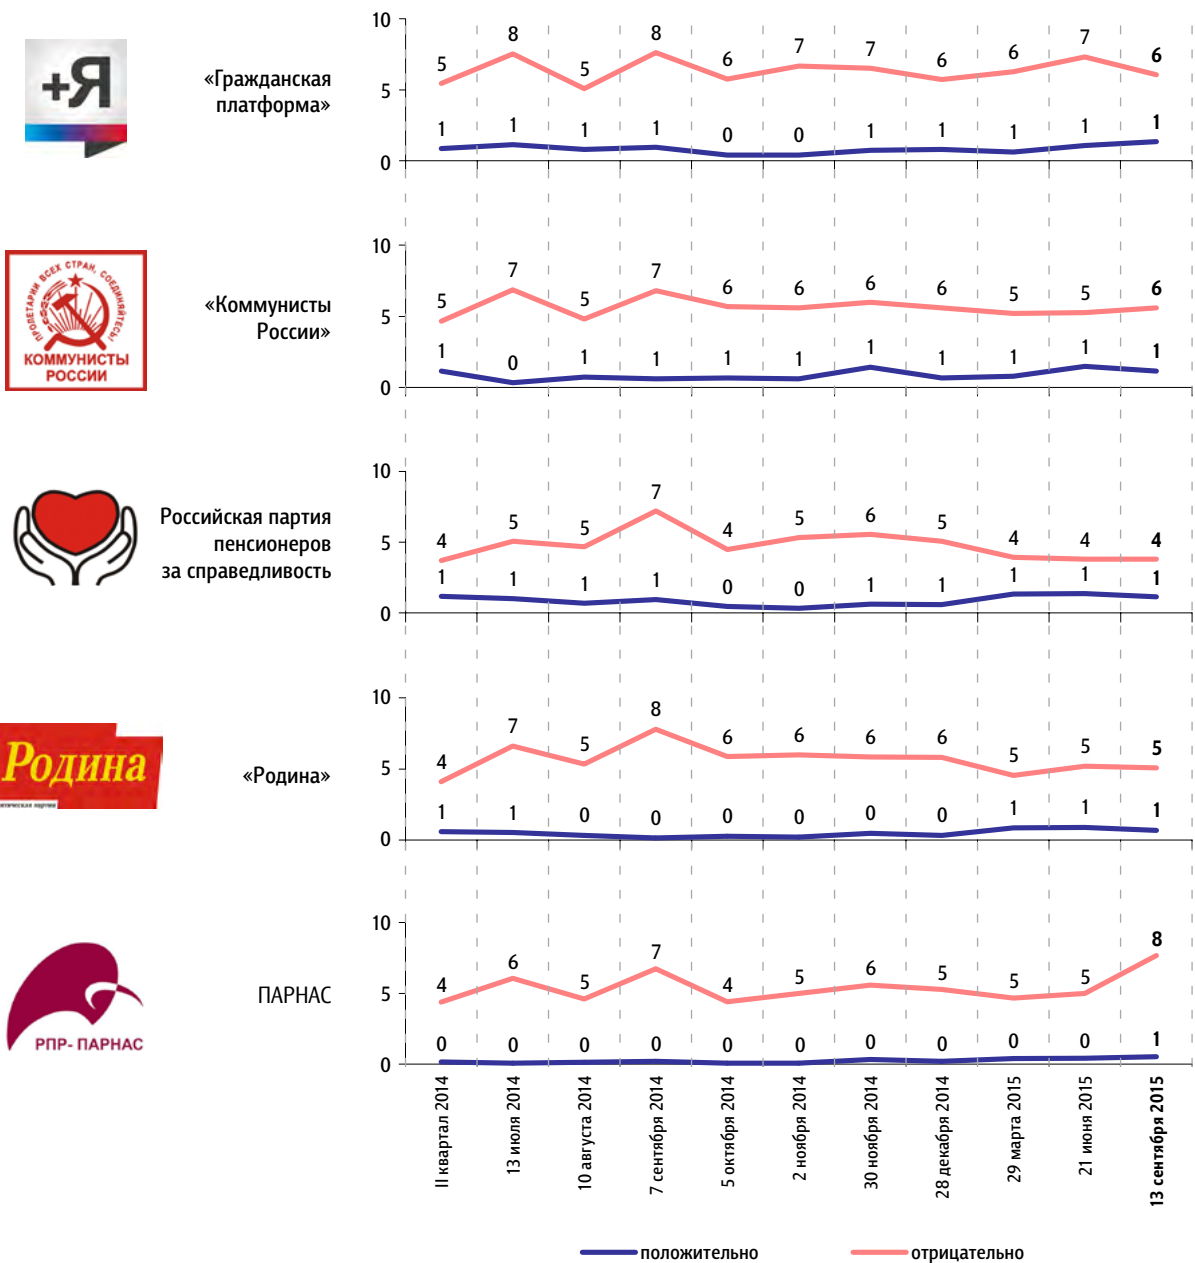 10
5
0
5 8 5 8 6 7 7 6 6 7 6
1 1 1 1 0 0 1 1 1 1 1
+Я
«Гражданская
платформа»
10
5
0
5 7 5 7 6 6 6 6 5 5 6
1 0 1 1 1 1 1 1 1 1 1
ПРОЛЕТАРИИ ВСЕХ СТРАН, СОЕДИНЯЙТЕСЬ!
КОММУНИСТЫ
РОССИИ
«Коммунисты
России»
10
5
0
4 5 5 7 4 5 6 5 4 4 4
1 1 1 1 0 0 1 1 1 1 1
Российская партия
пенсионеров
за справедливость
10
5
0
4 7 5 8 6 6 6 6 5 5 5
1 1 0 0 0 0 0 0 1 1 1
Родина
партия
«Родина»
10
5
0
4 6 5 7 4 5 6 5 5 5 8
0 0 0 0 0 0 0 0 0 0 1
РПР- ПАРНАС
ПАРНАС
II квартал 2014
13 июля 2014
10 августа 2014
7 сентября 2014
5 октября 2014
2 ноября 2014
30 ноября 2014
28 декабря 2014
29 марта 2015
21 июня 2015
13 сентября 2015
положительно
отрицательно